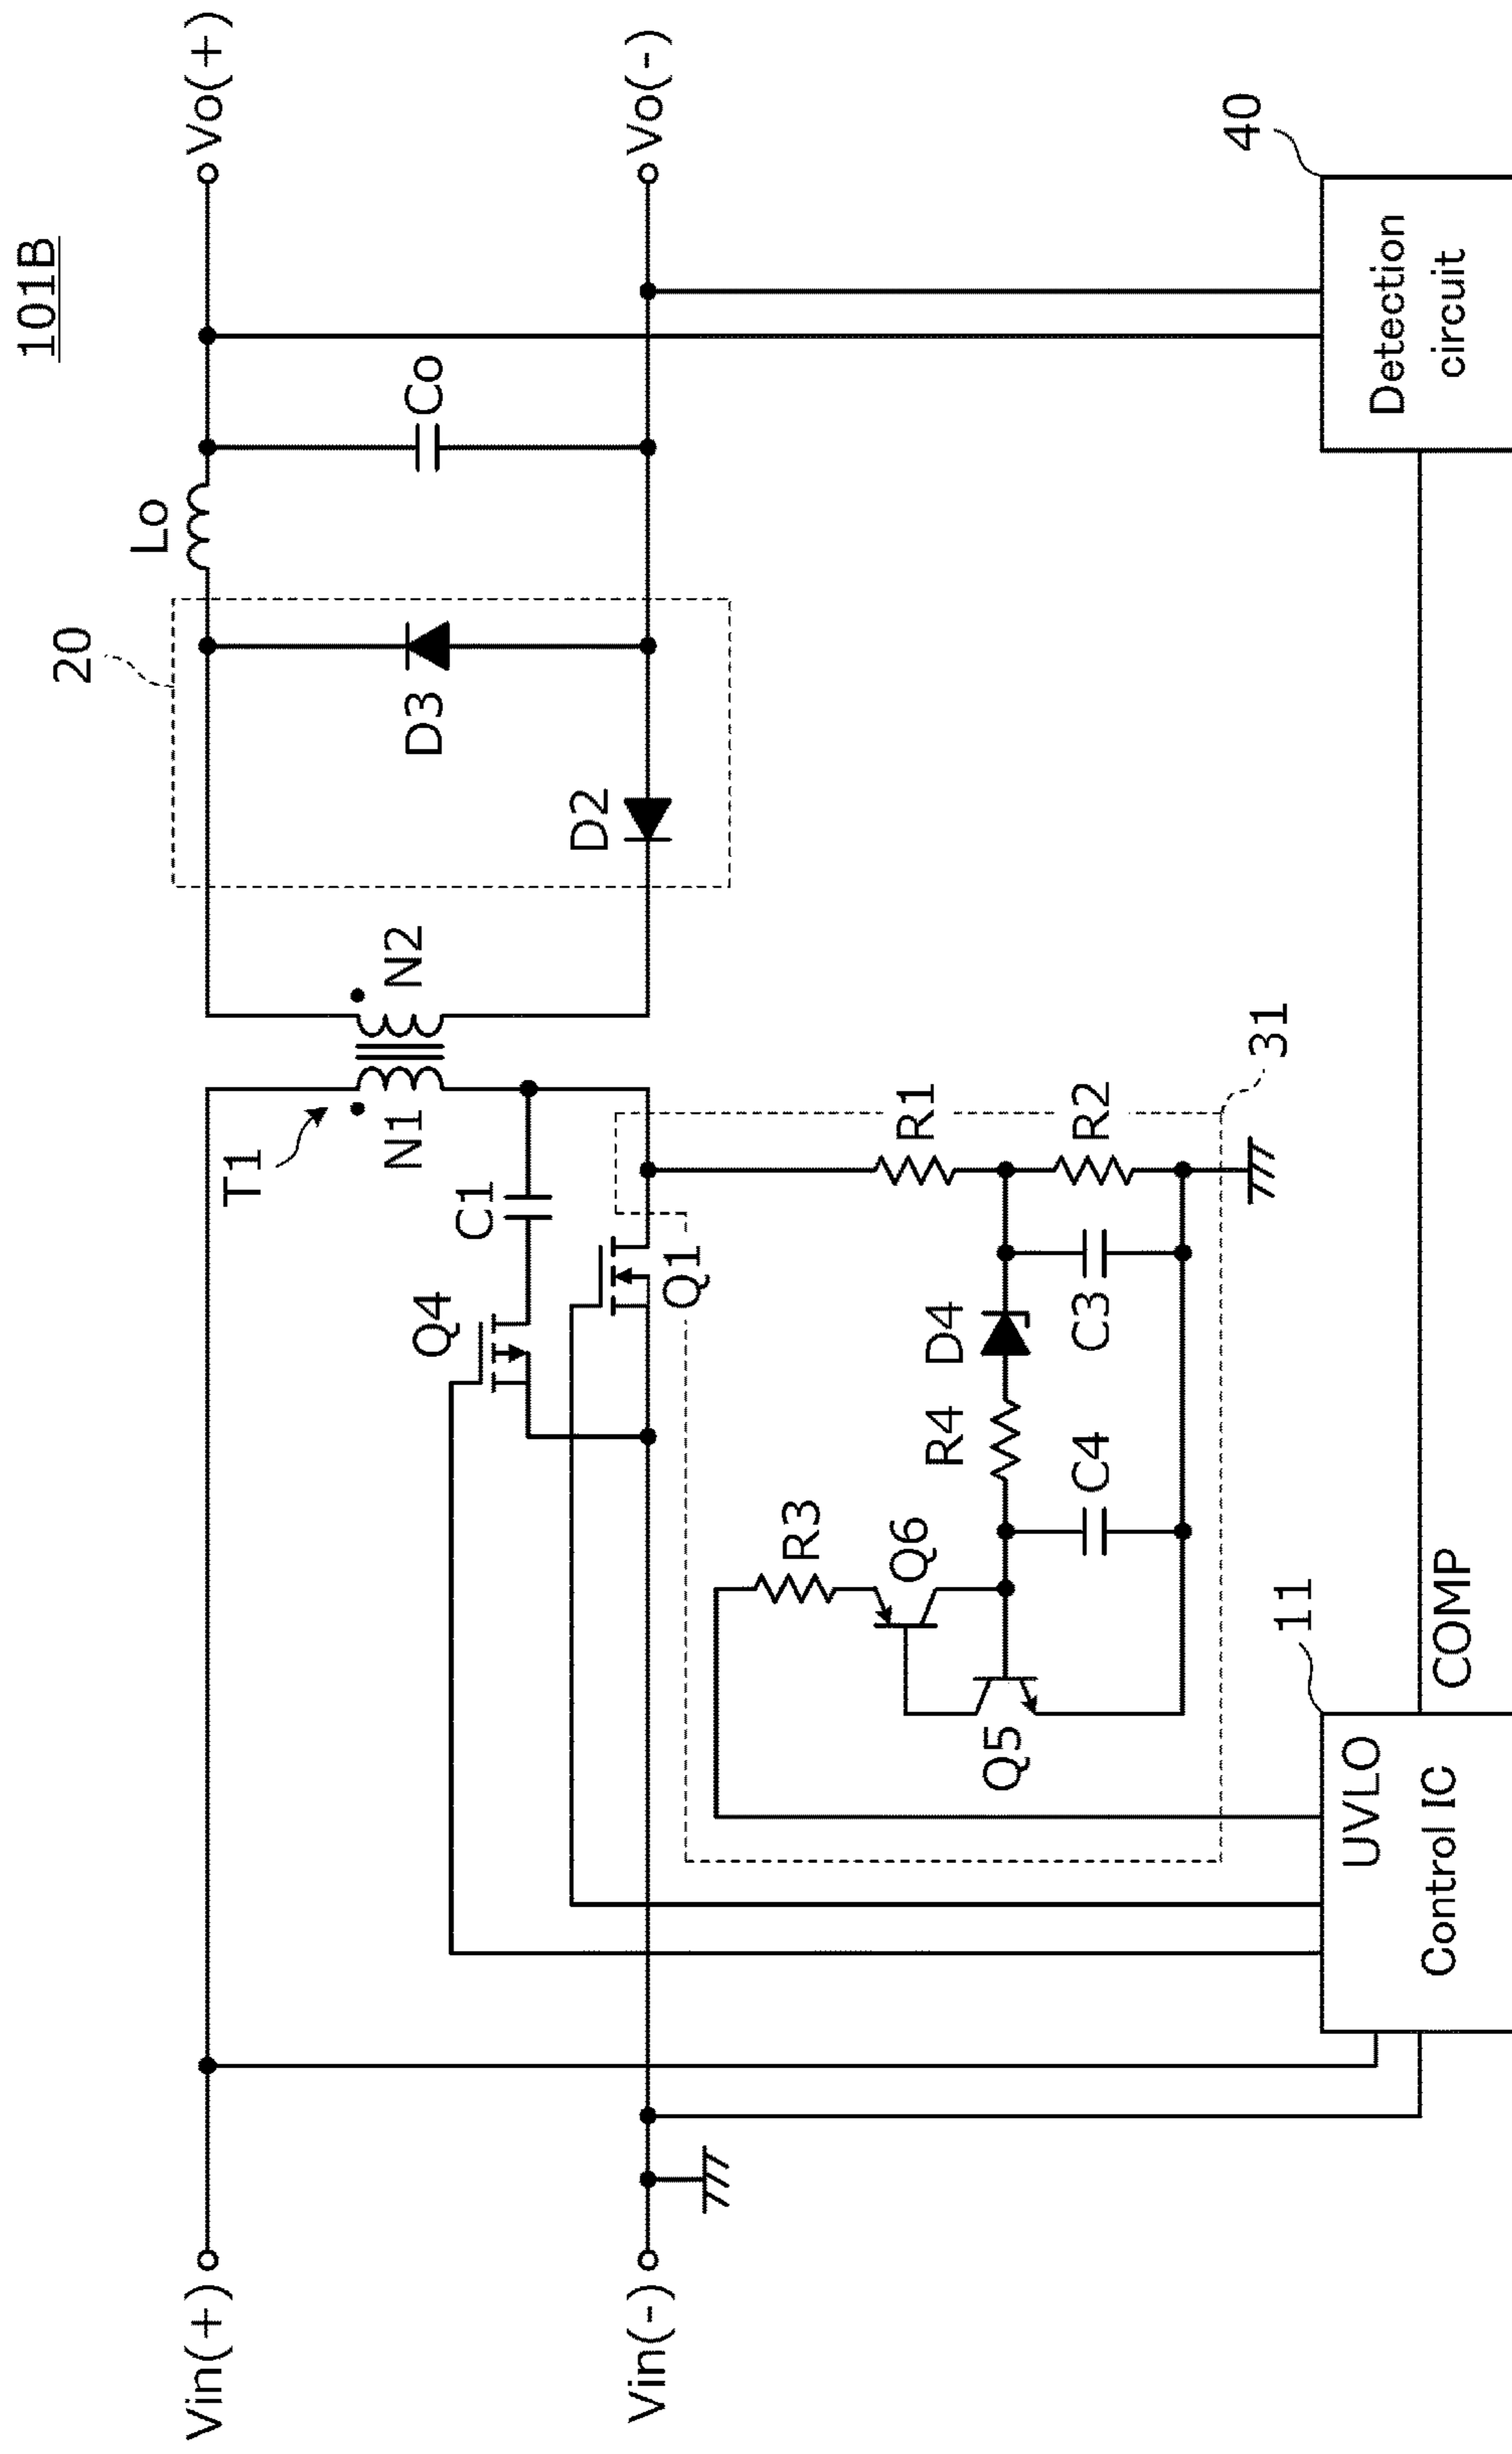 101B
Vin(+)
Vin(-)
Vo(+)
Vo(-)
T1
N1
N2
20
Lo
Co
D3
D2
C1
Q4
Q1
R1
R2
31
D4
R4
C3
C4
R3
Q6
Q5
11
UVLO
Control IC
COMP
40
Detection
circuit